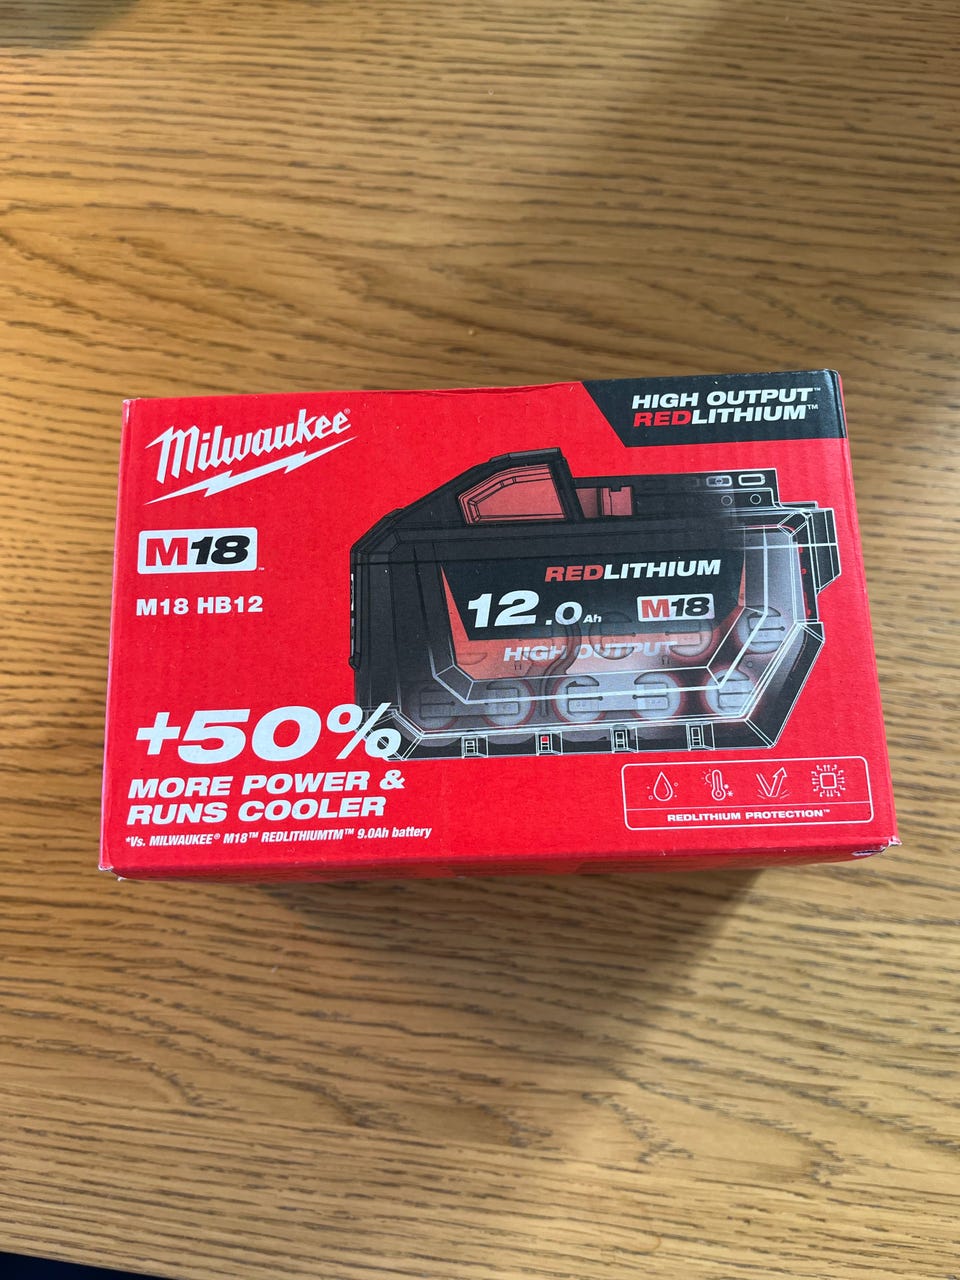 Milwaukee®
HIGH OUTPUT™
REDLITHIUM™
M18™
M18 HB12
REDLITHIUM
12.0Ah
M18
HIGH OUTPUT
+50%
MORE POWER &
RUNS COOLER
*Vs. MILWAUKEE® M18™ REDLITHIUMTM™ 9.0Ah battery
REDLITHIUM PROTECTION™